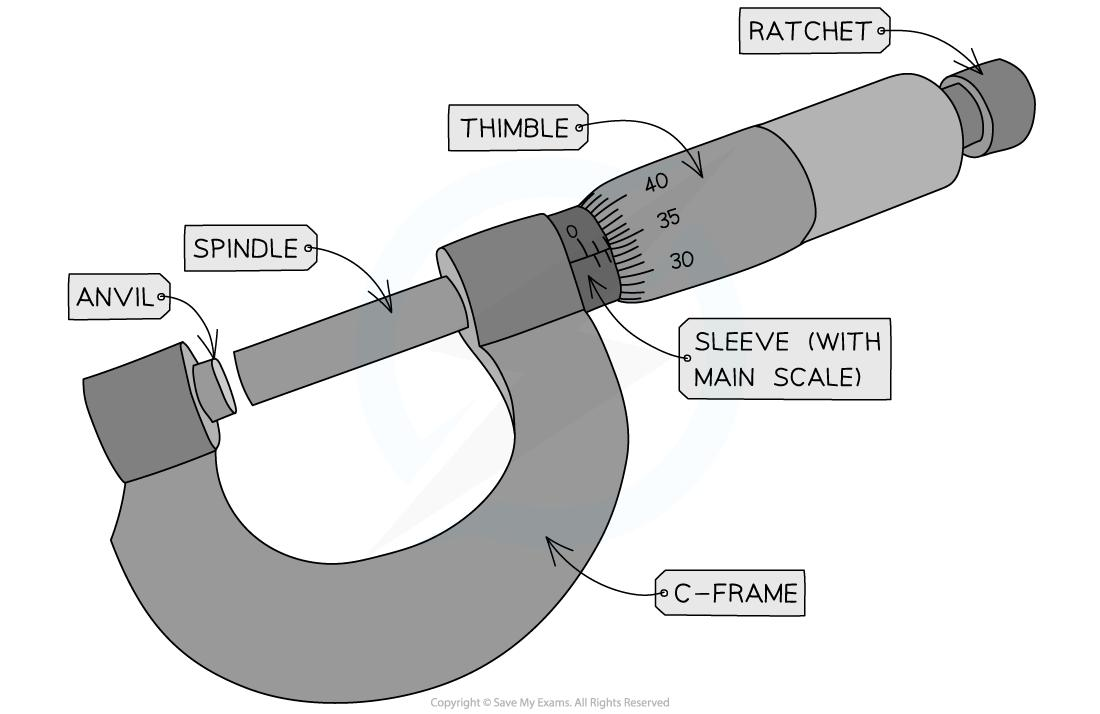 RATCHET
THIMBLE
40
35
30
0
SPINDLE
ANVIL
SLEEVE (WITH
MAIN SCALE)
C-FRAME
Copyright © Save My Exams. All Rights Reserved